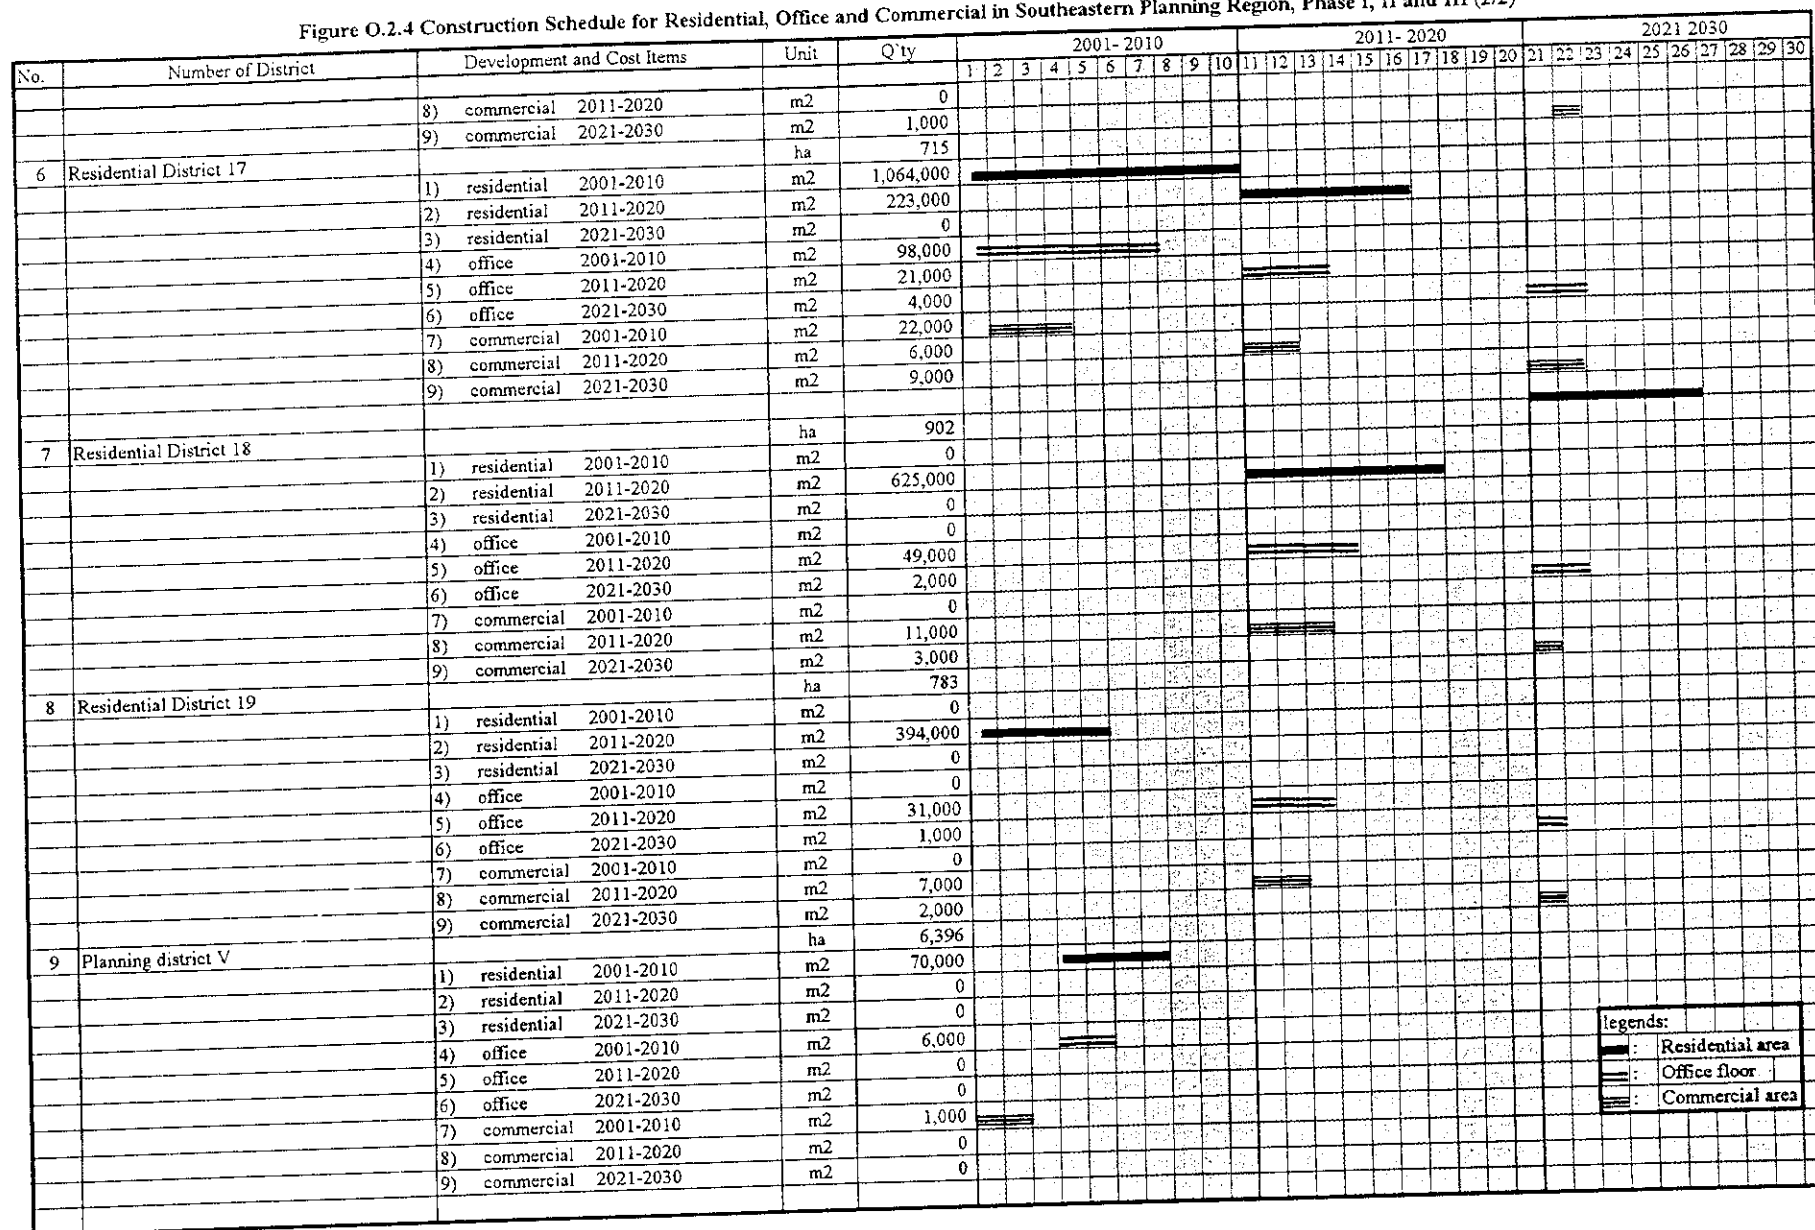 Figure O.2.4 Construction Schedule for Residential, Office and Commercial in Southeastern Planning Region, Phase I, II and III (2/2)
No. Number of District Development and Cost Items Unit Q`ty 2001- 2010 2011- 2020 2021 2030
1 2 3 4 5 6 7 8 9 10 11 12 13 14 15 16 17 18 19 20 21 22 23 24 25 26 27 28 29 30
8) commercial 2011-2020 m2 0
9) commercial 2021-2030 m2 1,000
6 Residential District 17 ha 715
1) residential 2001-2010 m2 1,064,000
2) residential 2011-2020 m2 223,000
3) residential 2021-2030 m2 0
4) office 2001-2010 m2 98,000
5) office 2011-2020 m2 21,000
6) office 2021-2030 m2 4,000
7) commercial 2001-2010 m2 22,000
8) commercial 2011-2020 m2 6,000
9) commercial 2021-2030 m2 9,000
7 Residential District 18 ha 902
1) residential 2001-2010 m2 0
2) residential 2011-2020 m2 625,000
3) residential 2021-2030 m2 0
4) office 2001-2010 m2 0
5) office 2011-2020 m2 49,000
6) office 2021-2030 m2 2,000
7) commercial 2001-2010 m2 0
8) commercial 2011-2020 m2 11,000
9) commercial 2021-2030 m2 3,000
8 Residential District 19 ha 783
1) residential 2001-2010 m2 0
2) residential 2011-2020 m2 394,000
3) residential 2021-2030 m2 0
4) office 2001-2010 m2 0
5) office 2011-2020 m2 31,000
6) office 2021-2030 m2 1,000
7) commercial 2001-2010 m2 0
8) commercial 2011-2020 m2 7,000
9) commercial 2021-2030 m2 2,000
9 Planning district V ha 6,396
1) residential 2001-2010 m2 70,000
2) residential 2011-2020 m2 0
3) residential 2021-2030 m2 0
4) office 2001-2010 m2 6,000
5) office 2011-2020 m2 0
6) office 2021-2030 m2 0
7) commercial 2001-2010 m2 1,000
8) commercial 2011-2020 m2 0
9) commercial 2021-2030 m2 0
legends:
: Residential area
: Office floor
: Commercial area